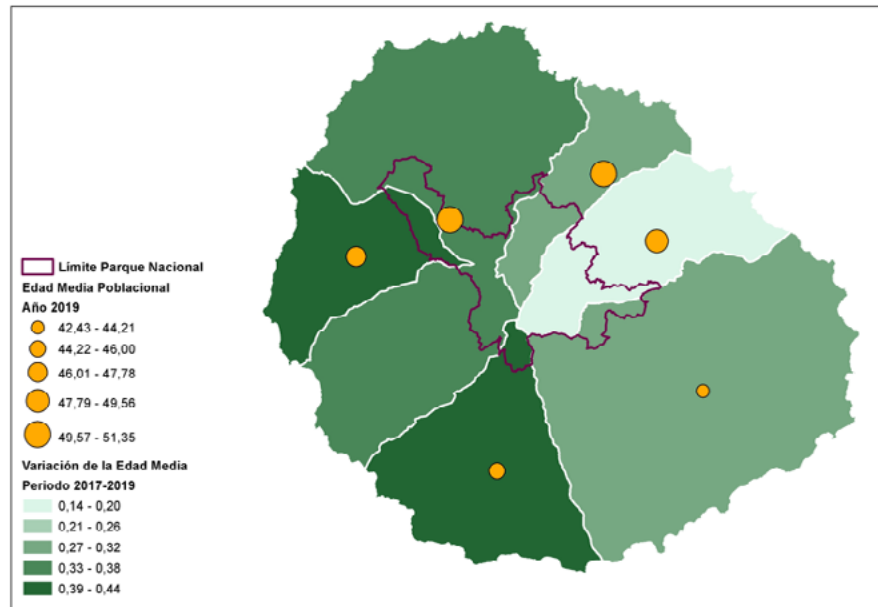 Límite Parque Nacional
Edad Media Poblacional
Año 2019
42,43 - 44,21
44,22 - 46,00
46,01 - 47,78
47,79 - 49,56
49,57 - 51,35
Variación de la Edad Media
Periodo 2017-2019
0,14 - 0,20
0,21 - 0,26
0,27 - 0,32
0,33 - 0,38
0,39 - 0,44